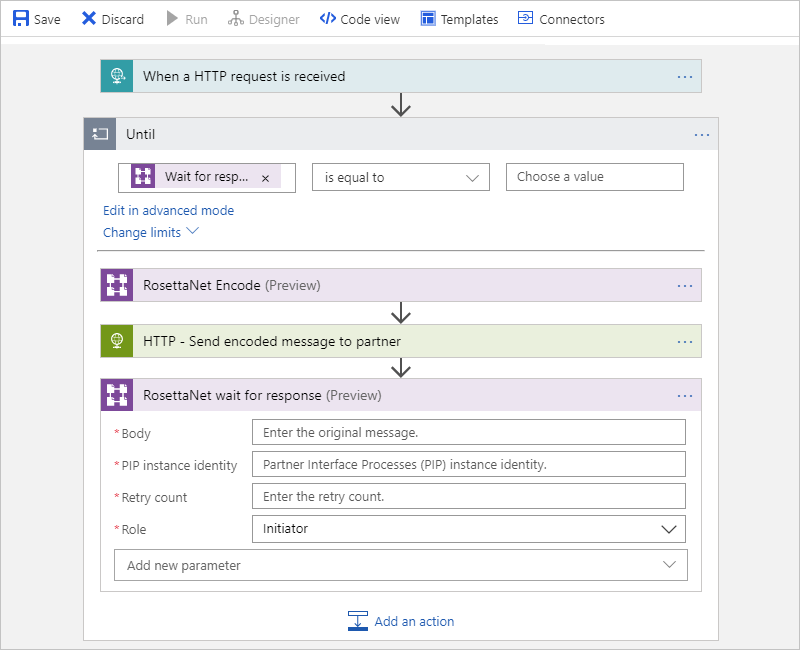 Save Discard Run Designer Code view Templates Connectors
When a HTTP request is received ...
Until ...
Wait for resp... × is equal to Choose a value
Edit in advanced mode
Change limits
RosettaNet Encode (Preview) ...
HTTP - Send encoded message to partner ...
RosettaNet wait for response (Preview) ...
*Body Enter the original message.
*PIP instance identity Partner Interface Processes (PIP) instance identity.
*Retry count Enter the retry count.
*Role Initiator
Add new parameter
Add an action